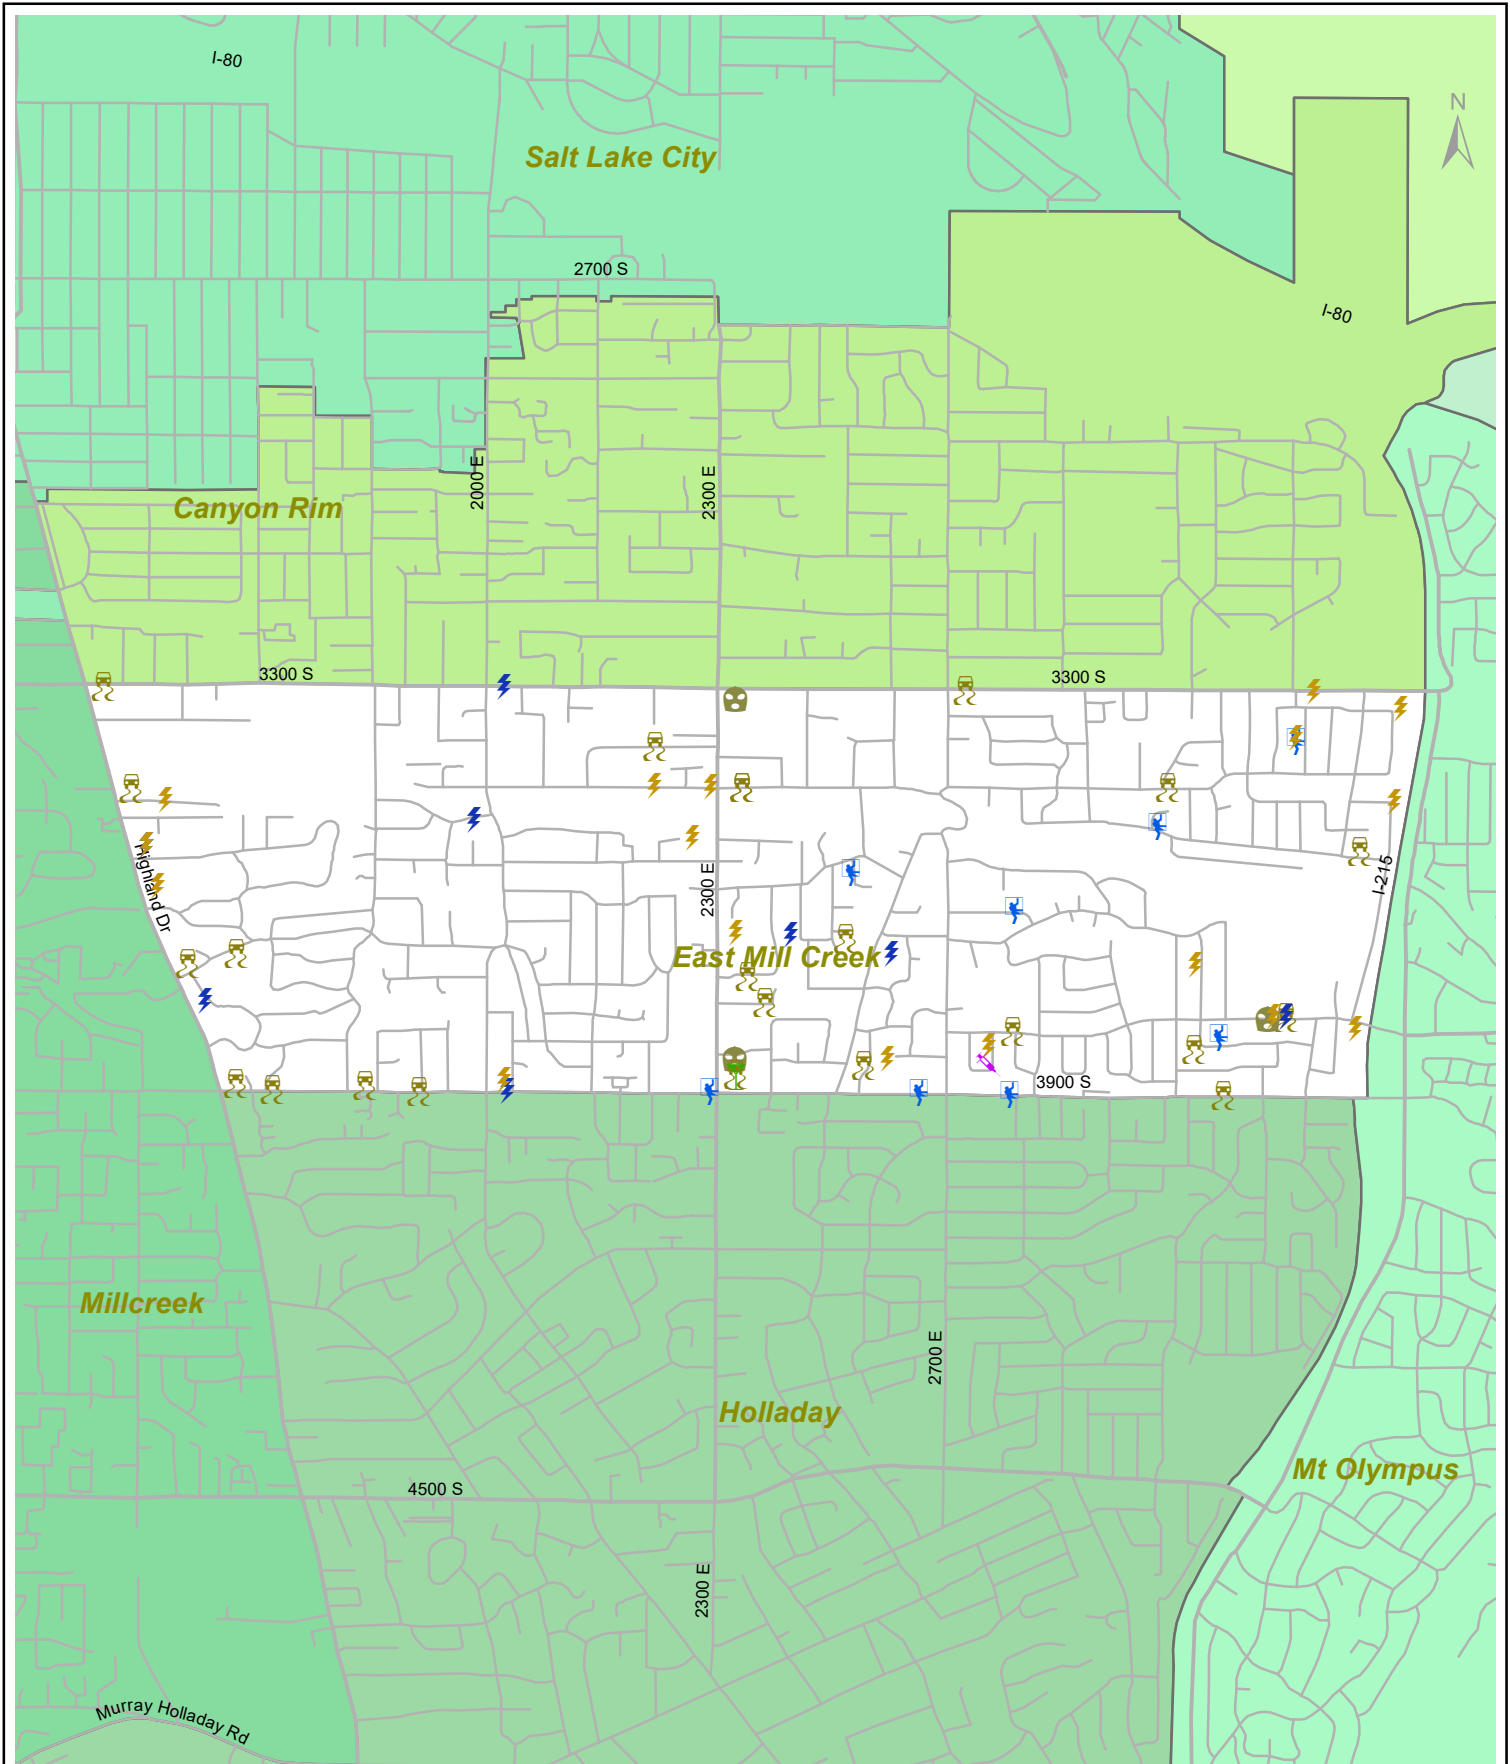 I-80
N
Salt Lake City
2700 S
I-80
2000 E
2300 E
Canyon Rim
3300 S
3300 S
Highland Dr
2300 E
I-215
East Mill Creek
3900 S
Millcreek
2700 E
Holladay
Mt Olympus
4500 S
2300 E
Murray Holladay Rd